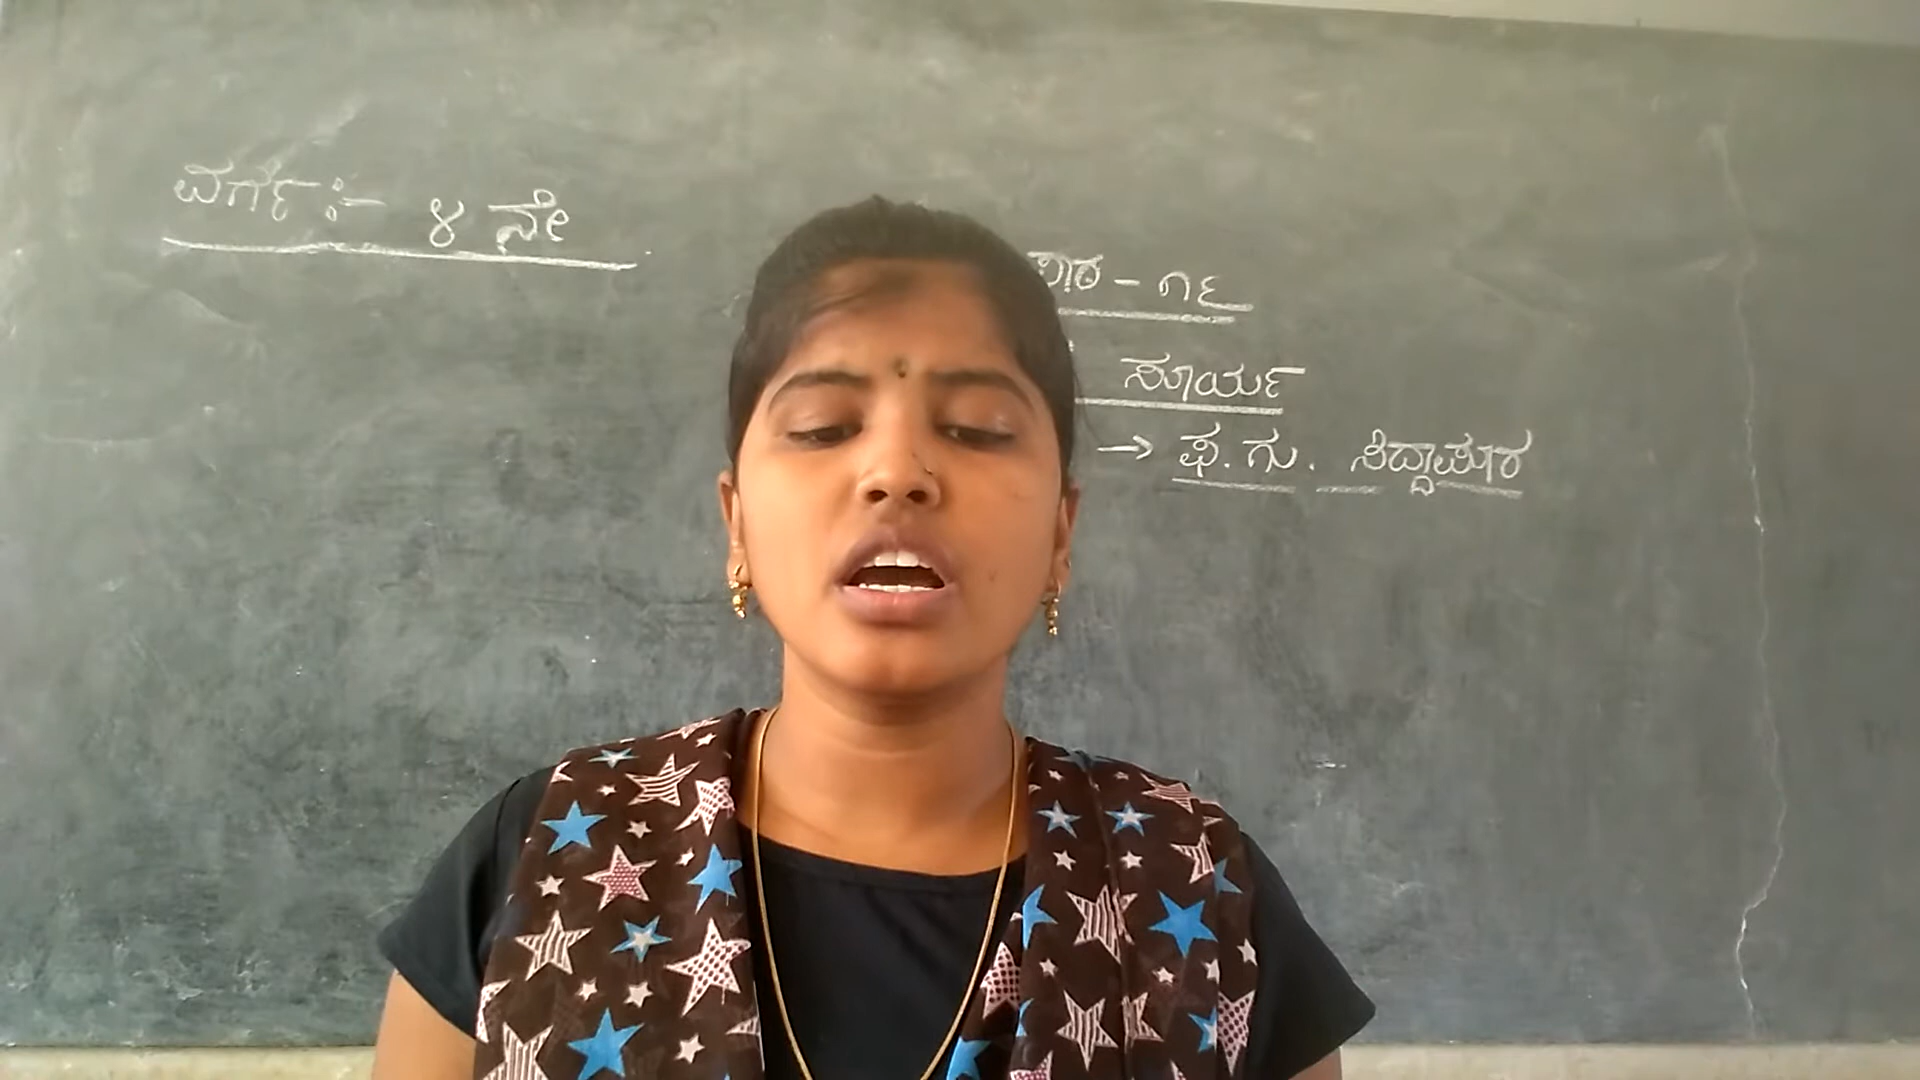 ವರ್ಗ :- ೪ ನೇ
ಪಾಠ - ೧೬
ಸೂರ್ಯ
→ ಫ. ಗು. ಸಿದ್ದಾಪುರ